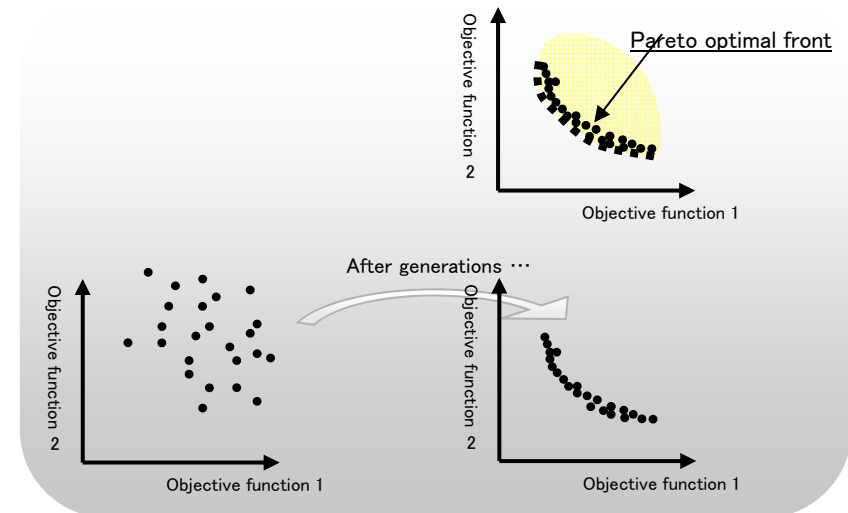 Pareto optimal front
Objective function 2
Objective function 1
After generations …
Objective function 2
Objective function 1
Objective function 2
Objective function 1